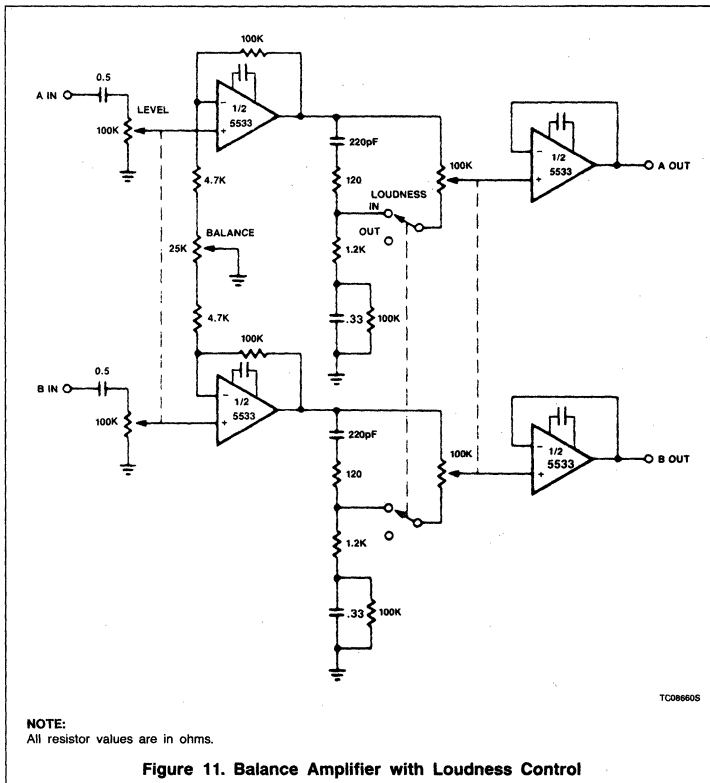 100K
A IN
0.5
LEVEL
100K
-
+
1/2
5533
220pF
120
100K
-
+
1/2
5533
A OUT
4.7K
LOUDNESS
IN
OUT
25K
BALANCE
1.2K
4.7K
.33
100K
100K
B IN
0.5
100K
-
+
1/2
5533
220pF
120
100K
-
+
1/2
5533
B OUT
1.2K
.33
100K
TC08660S
NOTE:
All resistor values are in ohms.
Figure 11. Balance Amplifier with Loudness Control